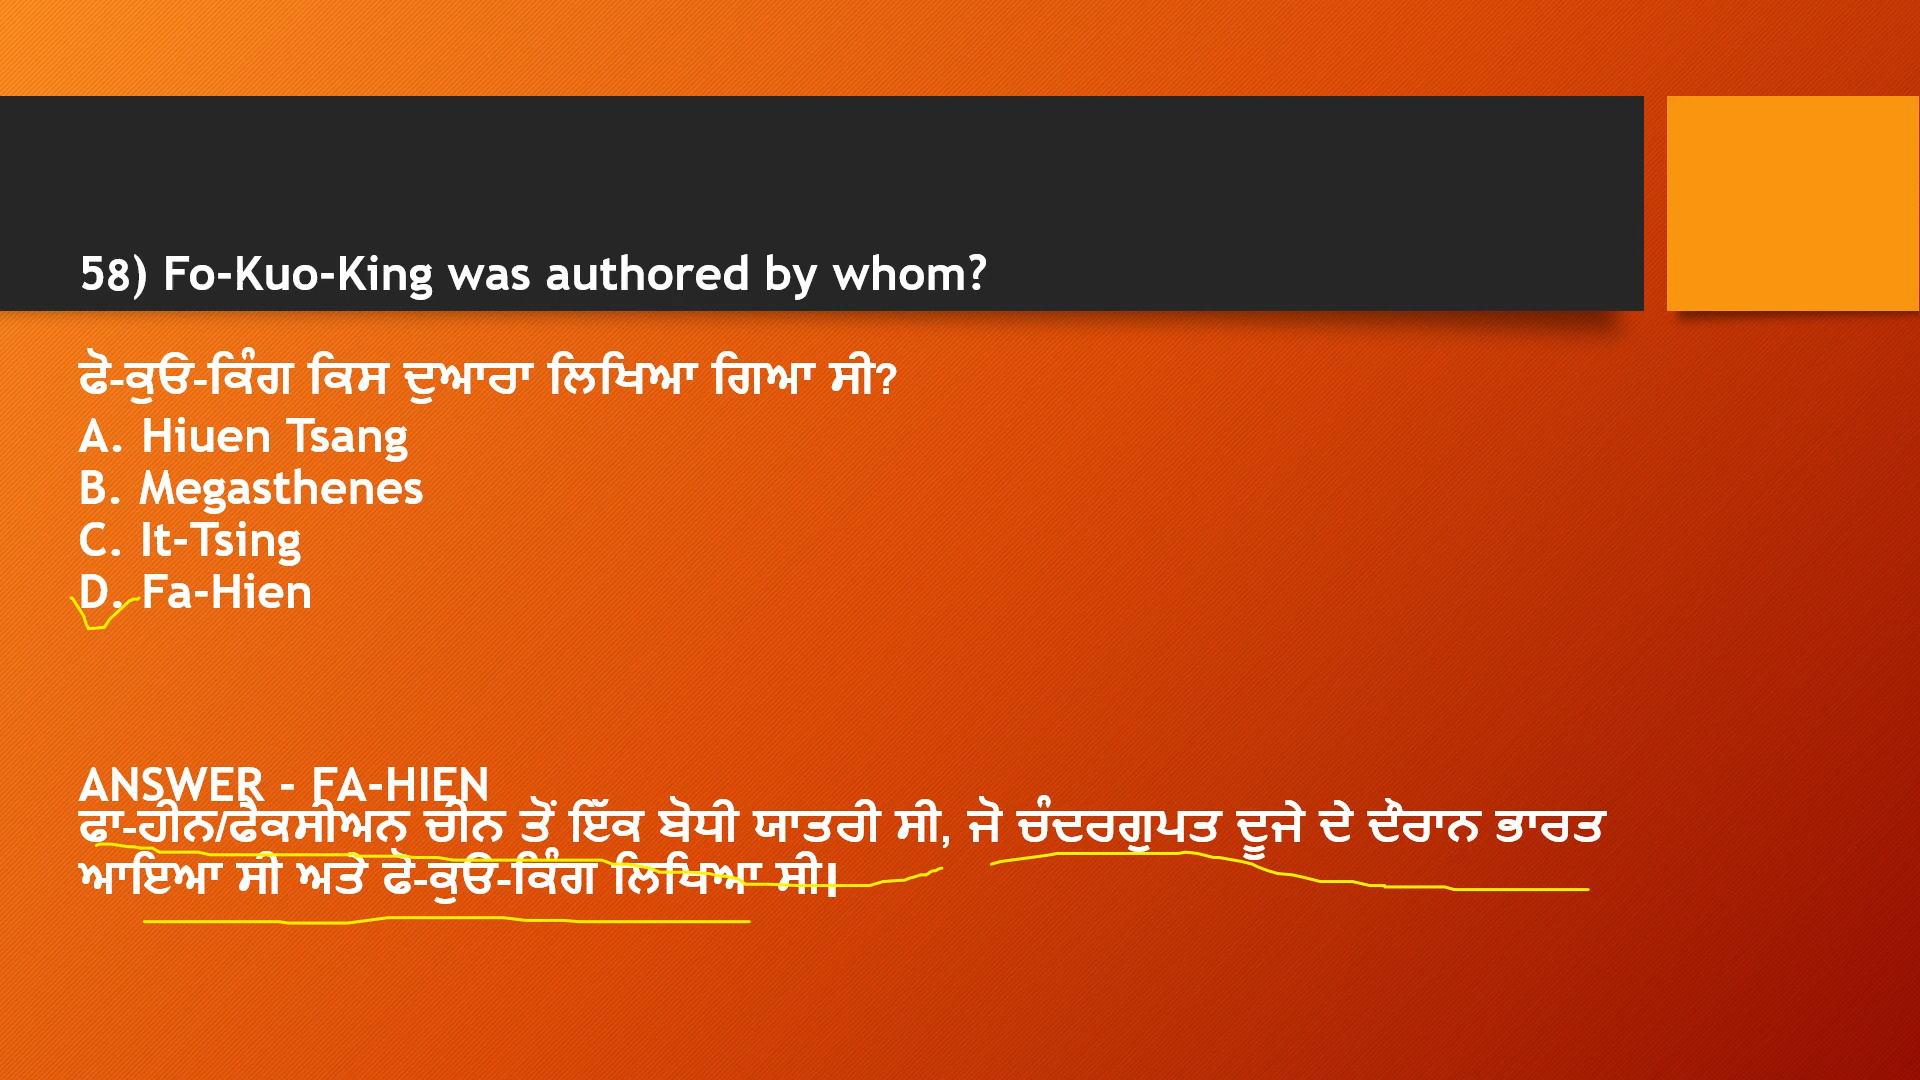 58) Fo-Kuo-King was authored by whom?
ਫੋ-ਕੁਓ-ਕਿੰਗ ਕਿਸ ਦੁਆਰਾ ਲਿਖਿਆ ਗਿਆ ਸੀ?
A. Hiuen Tsang
B. Megasthenes
C. It-Tsing
D. Fa-Hien
ANSWER - FA-HIEN
ਫਾ-ਹੀਨ/ਫੈਕਸੀਅਨ ਚੀਨ ਤੋਂ ਇੱਕ ਬੋਧੀ ਯਾਤਰੀ ਸੀ, ਜੋ ਚੰਦਰਗੁਪਤ ਦੂਜੇ ਦੇ ਦੌਰਾਨ ਭਾਰਤ
ਆਇਆ ਸੀ ਅਤੇ ਫੋ-ਕੁਓ-ਕਿੰਗ ਲਿਖਿਆ ਸੀ।